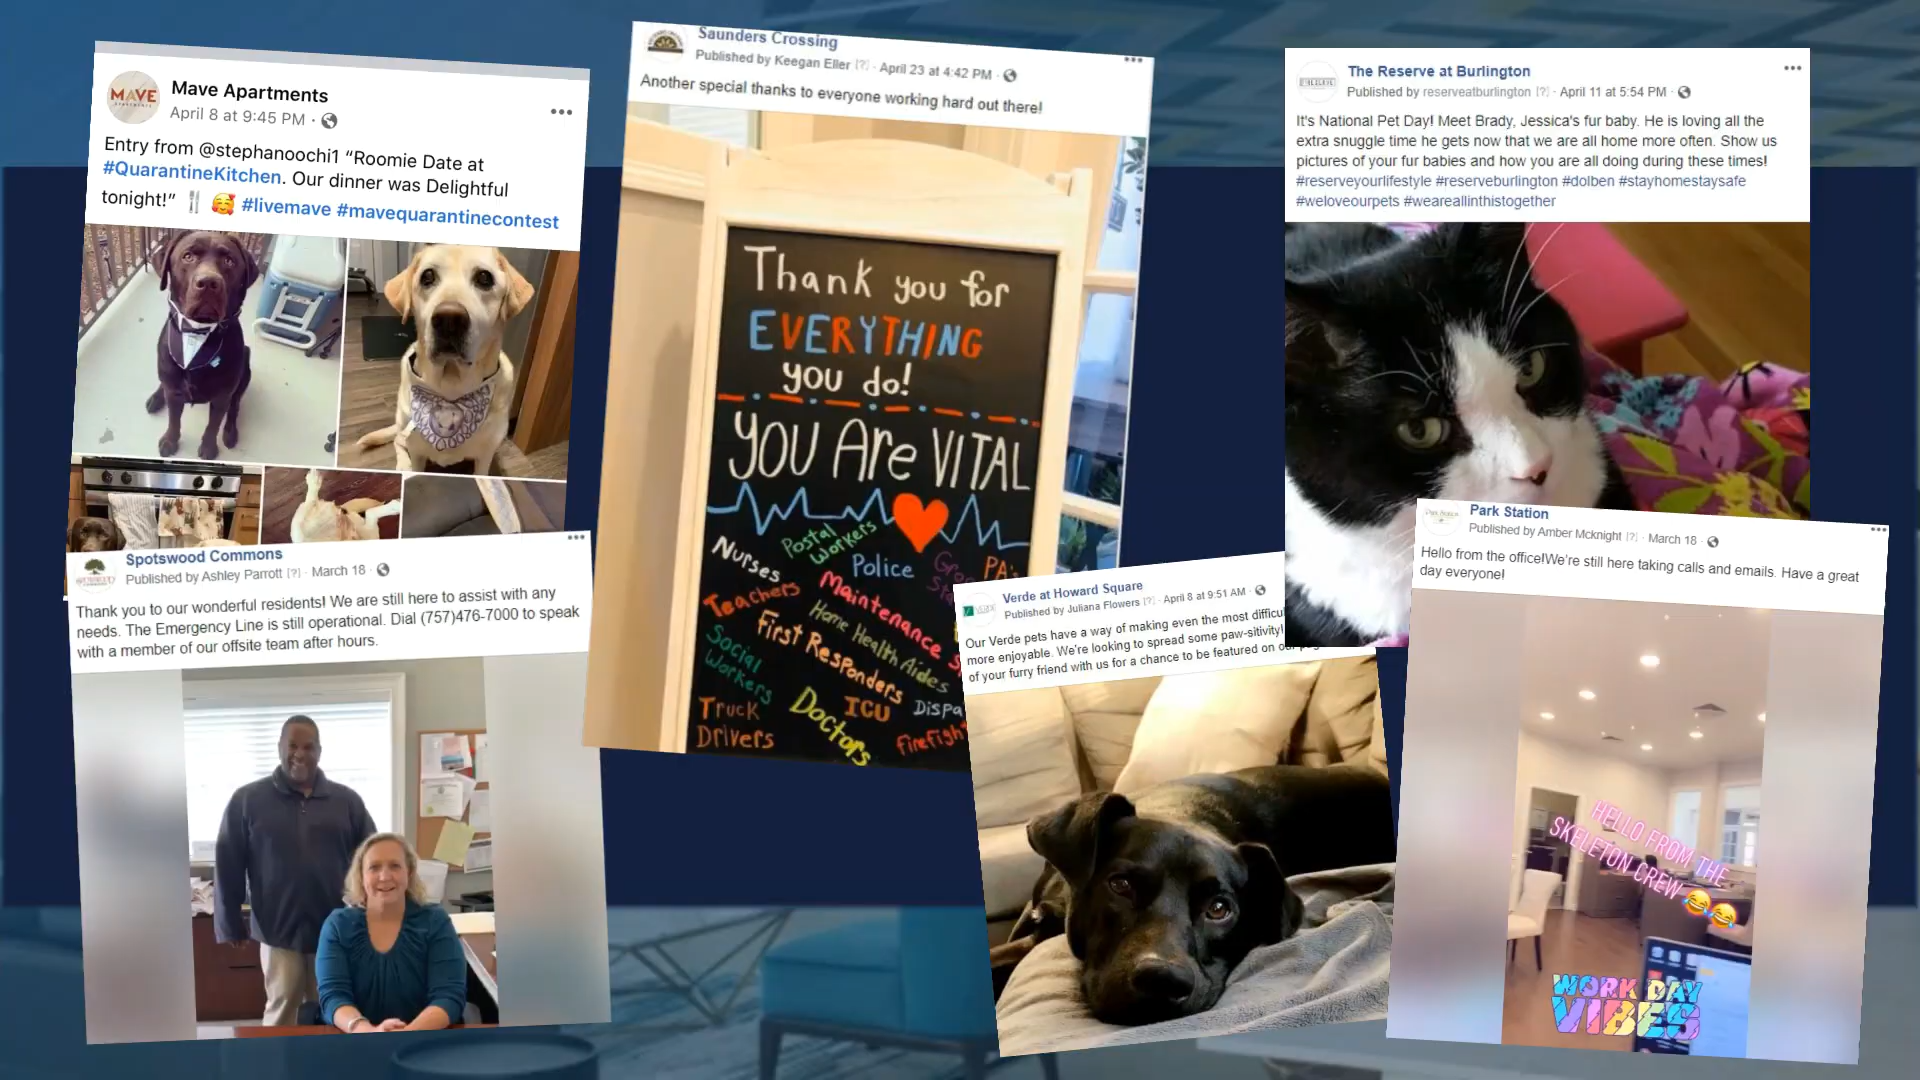 MAVE
APARTMENTS
Mave Apartments
April 8 at 9:45 PM ·
Entry from @stephanoochi1 “Roomie Date at
#QuarantineKitchen. Our dinner was Delightful
tonight!” 🍴 🥰 #livemave #mavequarantinecontest
Spotswood Commons
Published by Ashley Parrott [?] · March 18 ·
Thank you to our wonderful residents! We are still here to assist with any
needs. The Emergency Line is still operational. Dial (757)476-7000 to speak
with a member of our offsite team after hours.
Saunders Crossing
Published by Keegan Eller [?] · April 23 at 4:42 PM ·
Another special thanks to everyone working hard out there!
Thank you for
EVERYTHING
you do!
YOU Are VITAL
Nurses
Postal
Workers
Police
PA's
Teachers
Maintenance
Home Health Aides
First Responders
Social
Workers
ICU
Dispa
Truck
Drivers
Doctors
firefigh
Verde at Howard Square
Published by Juliana Flowers [?] · April 8 at 9:51 AM ·
Our Verde pets have a way of making even the most difficu
more enjoyable. We're looking to spread some paw-sitivity!
of your furry friend with us for a chance to be featured on
The Reserve at Burlington
Published by reserveatburlington [?] · April 11 at 5:54 PM ·
It's National Pet Day! Meet Brady, Jessica's fur baby. He is loving all the
extra snuggle time he gets now that we are all home more often. Show us
pictures of your fur babies and how you are all doing during these times!
#reserveyourlifestyle #reserveburlington #dolben #stayhomestaysafe
#weloveourpets #weareallinthistogether
Park Station
Published by Amber Mcknight [?] · March 18 ·
Hello from the office!We're still here taking calls and emails. Have a great
day everyone!
HELLO FROM THE
SKELETON CREW 😂😂
WORK DAY
VIBES